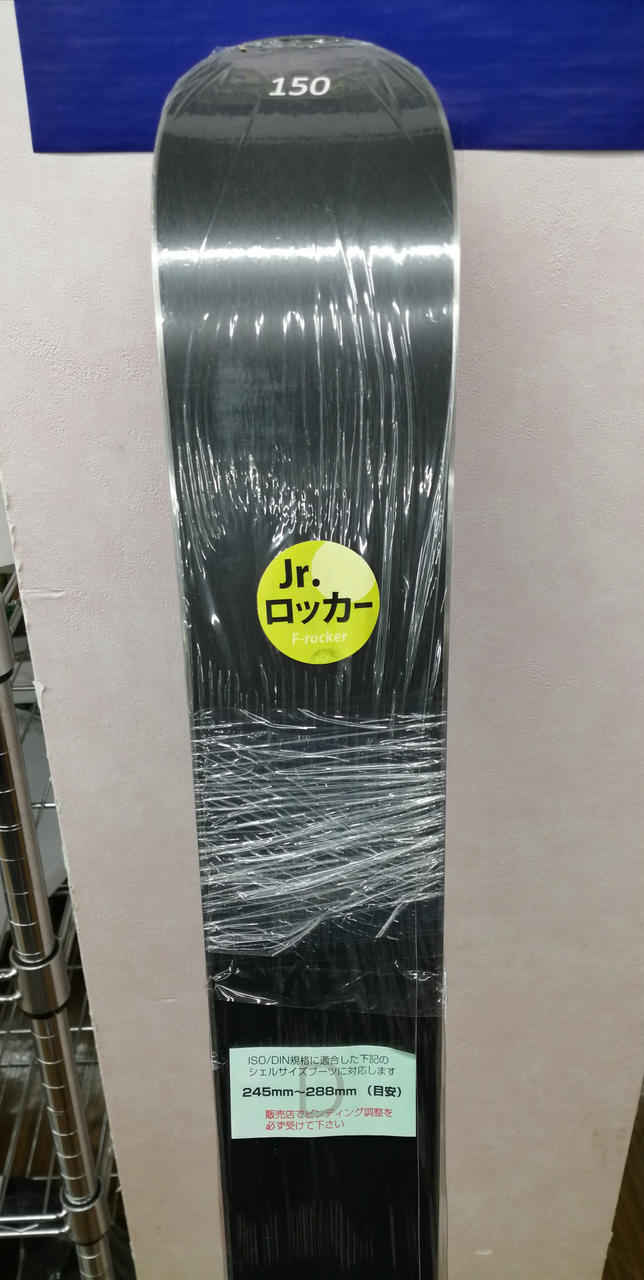 150
Jr.
ロッカー
F-rocker
ISO/DIN規格に適合した下記の
シェルサイズブーツに対応します
245mm～288mm （目安）
販売店でビンディング調整を
必ず受けて下さい